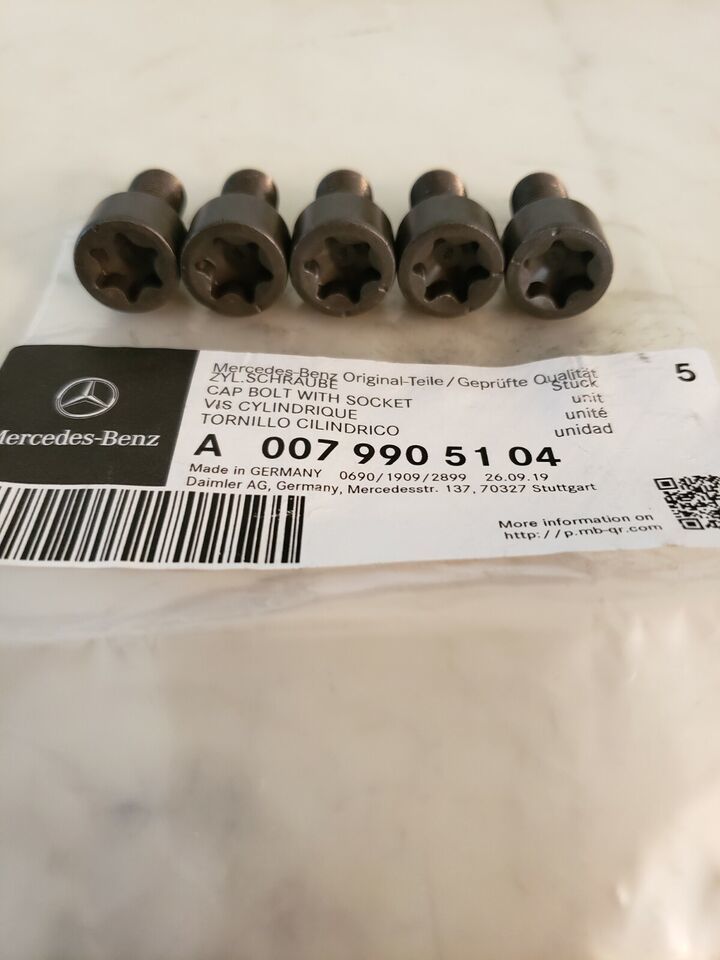 Mercedes-Benz Original-Teile/Geprüfte Qualität
ZYL.SCHRAUBE Stück 5
CAP BOLT WITH SOCKET unit
VIS CYLINDRIQUE unité
TORNILLO CILINDRICO unidad
Mercedes-Benz
A 007 990 51 04
Made in GERMANY 0690/1909/2899 26.09.19
Daimler AG, Germany, Mercedesstr. 137, 70327 Stuttgart
More information on
http://p.mb-qr.com